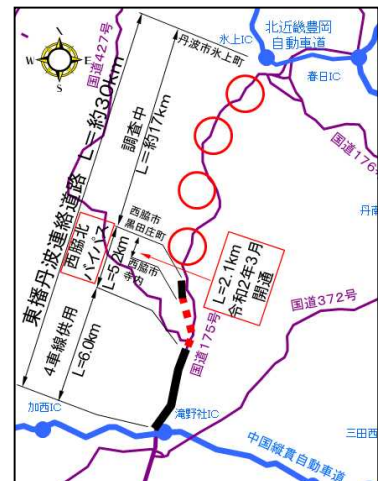 国道427号
氷上IC
北近畿豊岡
自動車道
丹波市氷上町
春日IC
N
W
E
S
国道176
東播丹波連絡道路 L=約30km
調査中
L=約17km
丹南
西脇市
黒田庄町
西脇北
バイパス
L=5.2km
西脇市
寺内
L=2.1km
令和2年3月
開通
4車線供用
L=6.0km
国道175号
国道372号
加西IC
滝野社IC
三田西
中国縦貫自動車道